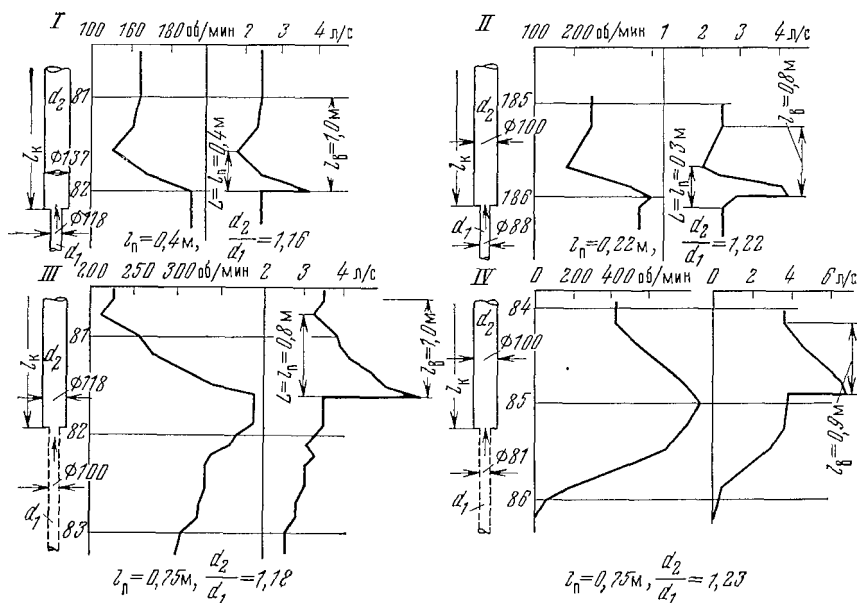 I
100 160 180 об/мин 2 3 4 л/с
81
d₂
lк
Ф137
L=lп=0,4м
lв=1,0м
82
Ф118
d₁
lп=0,4м, d₂/d₁=1,16
II
100 200 об/мин 1 2 3 4 л/с
185
d₂
Ф100
lк
L=lп=0,3м
lв=0,8м
186
d₁
Ф88
lп=0,22м, d₂/d₁=1,22
III
200 250 300 об/мин 2 4 л/с
81
d₂
lк
Ф118
L=lп=0,8м
lв=1,0м
82
Ф100
d₁
83
lп=0,75м, d₂/d₁=1,18
IV
0 200 400 об/мин 0 2 4 6 л/с
84
d₂
Ф100
lк
85
lв=0,9м
Ф81
d₁
86
lп=0,75м, d₂/d₁=1,23